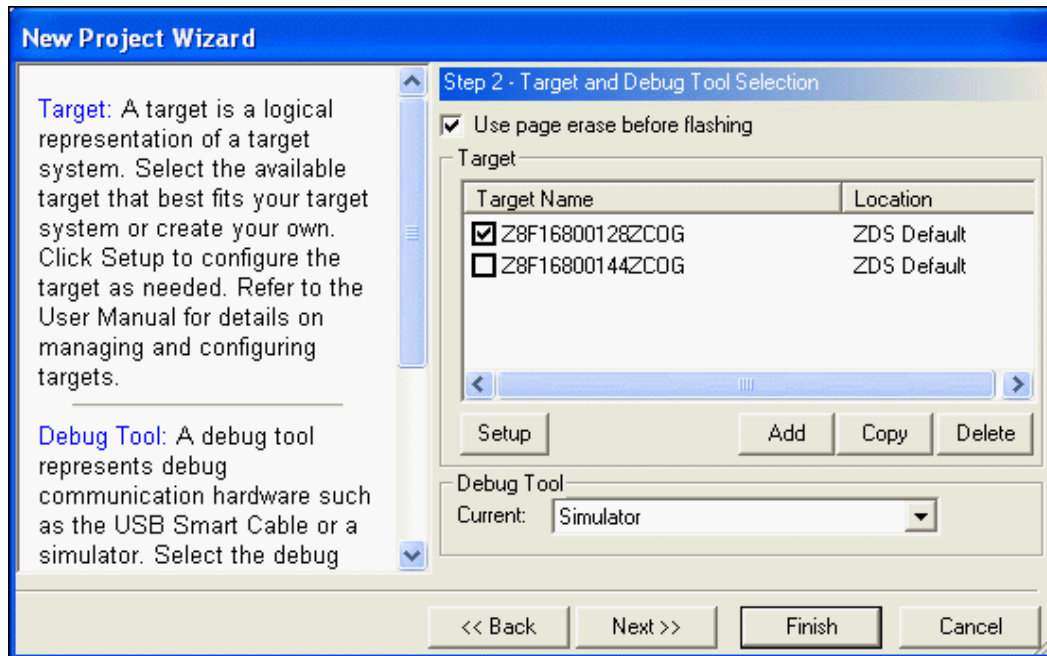 New Project Wizard
Target: A target is a logical
representation of a target
system. Select the available
target that best fits your target
system or create your own.
Click Setup to configure the
target as needed. Refer to the
User Manual for details on
managing and configuring
targets.
Debug Tool: A debug tool
represents debug
communication hardware such
as the USB Smart Cable or a
simulator. Select the debug
Step 2 - Target and Debug Tool Selection
Use page erase before flashing
Target
Target Name Location
Z8F16800128ZCOG ZDS Default
Z8F16800144ZCOG ZDS Default
Setup Add Copy Delete
Debug Tool
Current: Simulator
<< Back Next >> Finish Cancel